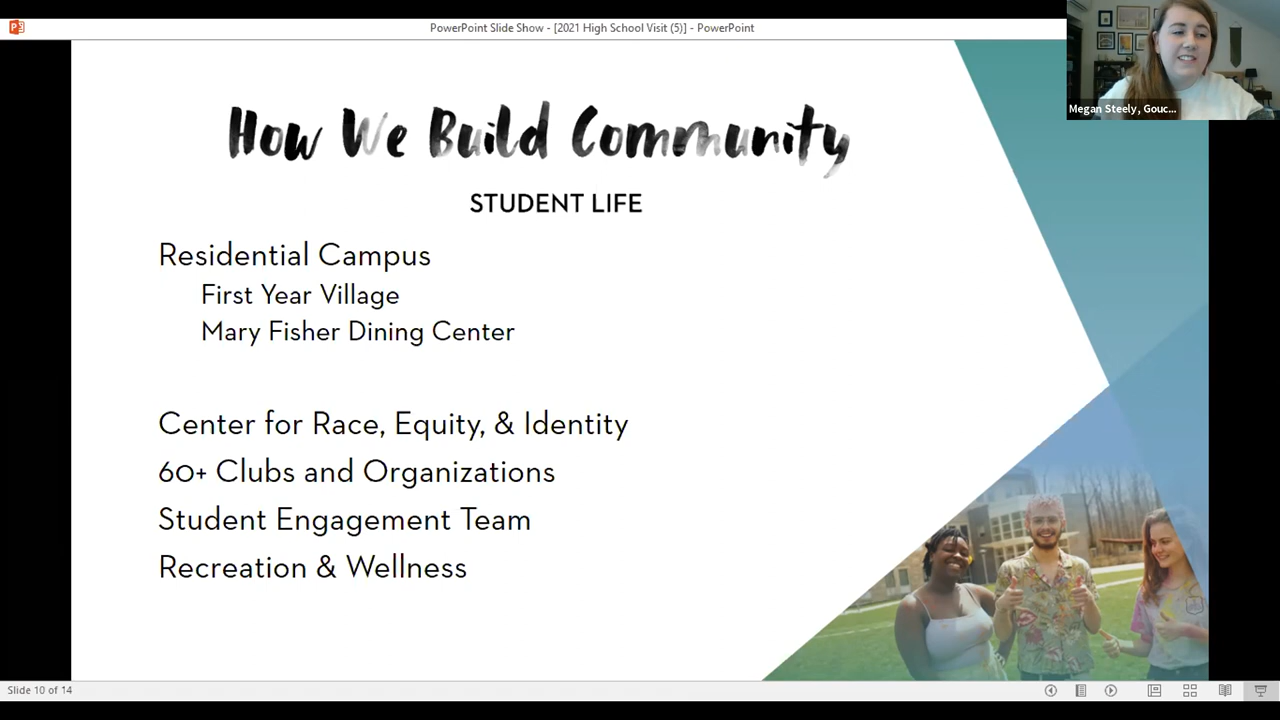 PowerPoint Slide Show - [2021 High School Visit (5)] - PowerPoint
Megan Steely, Gouc...
How We Build Community
STUDENT LIFE
Residential Campus
First Year Village
Mary Fisher Dining Center
Center for Race, Equity, & Identity
60+ Clubs and Organizations
Student Engagement Team
Recreation & Wellness
Slide 10 of 14